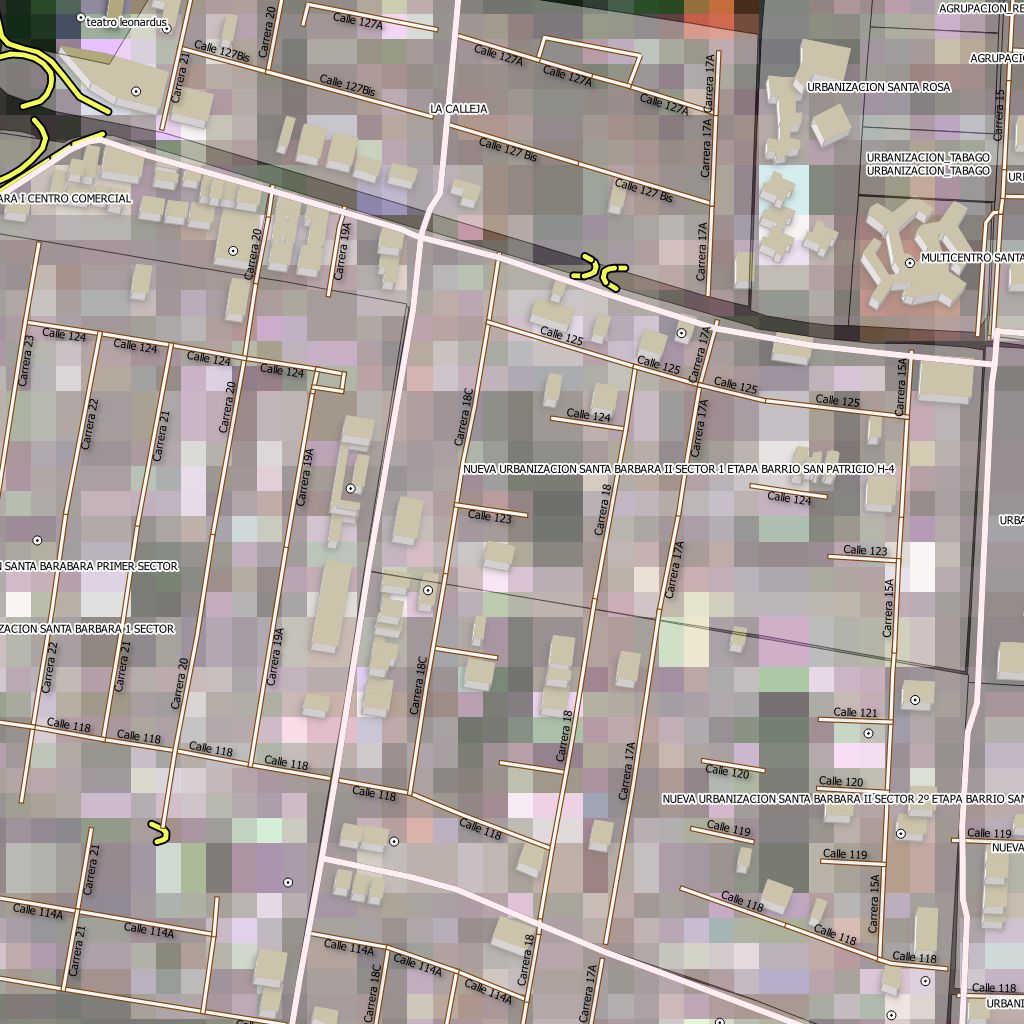 AGRUPACION_RE
teatro leonardus
Carrera 20
Calle 127A
Calle 127Bis
Carrera 21
Calle 127A
Calle 127A
AGRUPACIO
Carrera 17A
Calle 127Bis
URBANIZACION SANTA ROSA
Calle 127A
LA CALLEJA
Carrera 15
Carrera 17A
Calle 127 Bis
URBANIZACION_TABAGO
URBANIZACION_TABAGO
Calle 127 Bis
ARA I CENTRO COMERCIAL
Carrera 20
Carrera 19A
Carrera 17A
MULTICENTRO SANTA
Calle 124
Calle 124
Calle 124
Calle 124
Carrera 23
Calle 125
Calle 125
Calle 125
Calle 125
Carrera 17A
Carrera 15A
Carrera 22
Carrera 21
Carrera 20
Carrera 18C
Calle 124
Carrera 17A
Carrera 19A
NUEVA URBANIZACION SANTA BARBARA II SECTOR 1 ETAPA BARRIO SAN PATRICIO H-4
Calle 124
Carrera 18
Calle 123
URBA
Calle 123
Carrera 17A
N SANTA BARABARA PRIMER SECTOR
Carrera 15A
ZACION SANTA BARBARA 1 SECTOR
Carrera 22
Carrera 21
Carrera 20
Carrera 19A
Carrera 18C
Calle 118
Calle 118
Calle 118
Calle 118
Calle 118
Carrera 18
Carrera 17A
Calle 121
Calle 120
Calle 120
NUEVA URBANIZACION SANTA BARBARA II SECTOR 2º ETAPA BARRIO SAN
Calle 118
Calle 119
Calle 119
Calle 119
NUEVA
Carrera 21
Calle 118
Calle 118
Carrera 15A
Calle 114A
Calle 114A
Carrera 21
Calle 114A
Calle 114A
Calle 114A
Carrera 18C
Carrera 18
Carrera 17A
Calle 118
Calle 118
URBANI